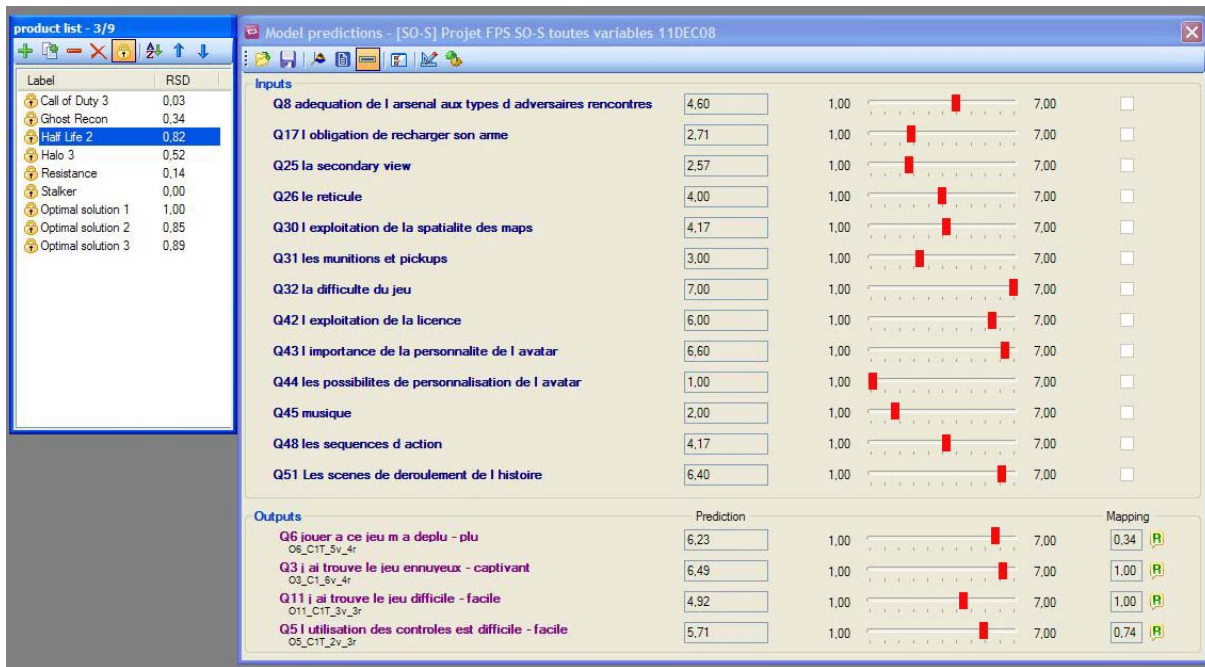 product list - 3/9
Label RSD
Call of Duty 3 0,03
Ghost Recon 0,34
Half Life 2 0,82
Halo 3 0,52
Resistance 0,14
Stalker 0,00
Optimal solution 1 1,00
Optimal solution 2 0,85
Optimal solution 3 0,89
Model predictions - [SO-S] Projet FPS SO-S toutes variables 11DEC08
Inputs
Q8 adequation de l arsenal aux types d adversaires rencontres 4,60 1,00 7,00
Q17 l obligation de recharger son arme 2,71 1,00 7,00
Q25 la secondary view 2,57 1,00 7,00
Q26 le reticule 4,00 1,00 7,00
Q30 l exploitation de la spatialite des maps 4,17 1,00 7,00
Q31 les munitions et pickups 3,00 1,00 7,00
Q32 la difficulte du jeu 7,00 1,00 7,00
Q42 l exploitation de la licence 6,00 1,00 7,00
Q43 l importance de la personnalite de l avatar 6,60 1,00 7,00
Q44 les possibilites de personnalisation de l avatar 1,00 1,00 7,00
Q45 musique 2,00 1,00 7,00
Q48 les sequences d action 4,17 1,00 7,00
Q51 Les scenes de deroulement de l histoire 6,40 1,00 7,00
Outputs Prediction Mapping
Q6 jouer a ce jeu m a deplu - plu 6,23 1,00 7,00 0,34 R
O6_C1T_5v_4r
Q3 j ai trouve le jeu ennuyeux - captivant 6,49 1,00 7,00 1,00 R
O3_C1_6v_4r
Q11 j ai trouve le jeu difficile - facile 4,92 1,00 7,00 1,00 R
O11_C1T_3v_3r
Q5 l utilisation des controles est difficile - facile 5,71 1,00 7,00 0,74 R
O5_C1T_2v_3r